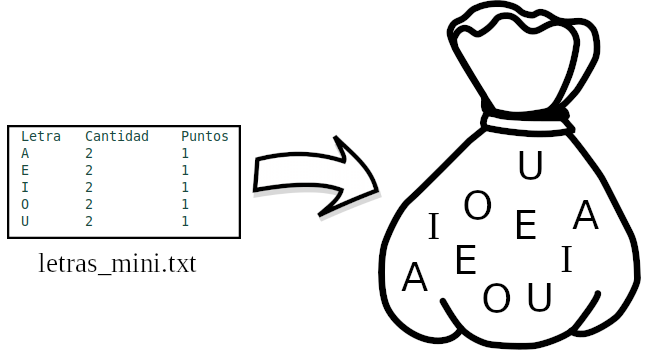 Letra Cantidad Puntos
A 2 1
E 2 1
I 2 1
O 2 1
U 2 1
letras_mini.txt
U
O A
I E
E I
A
O U